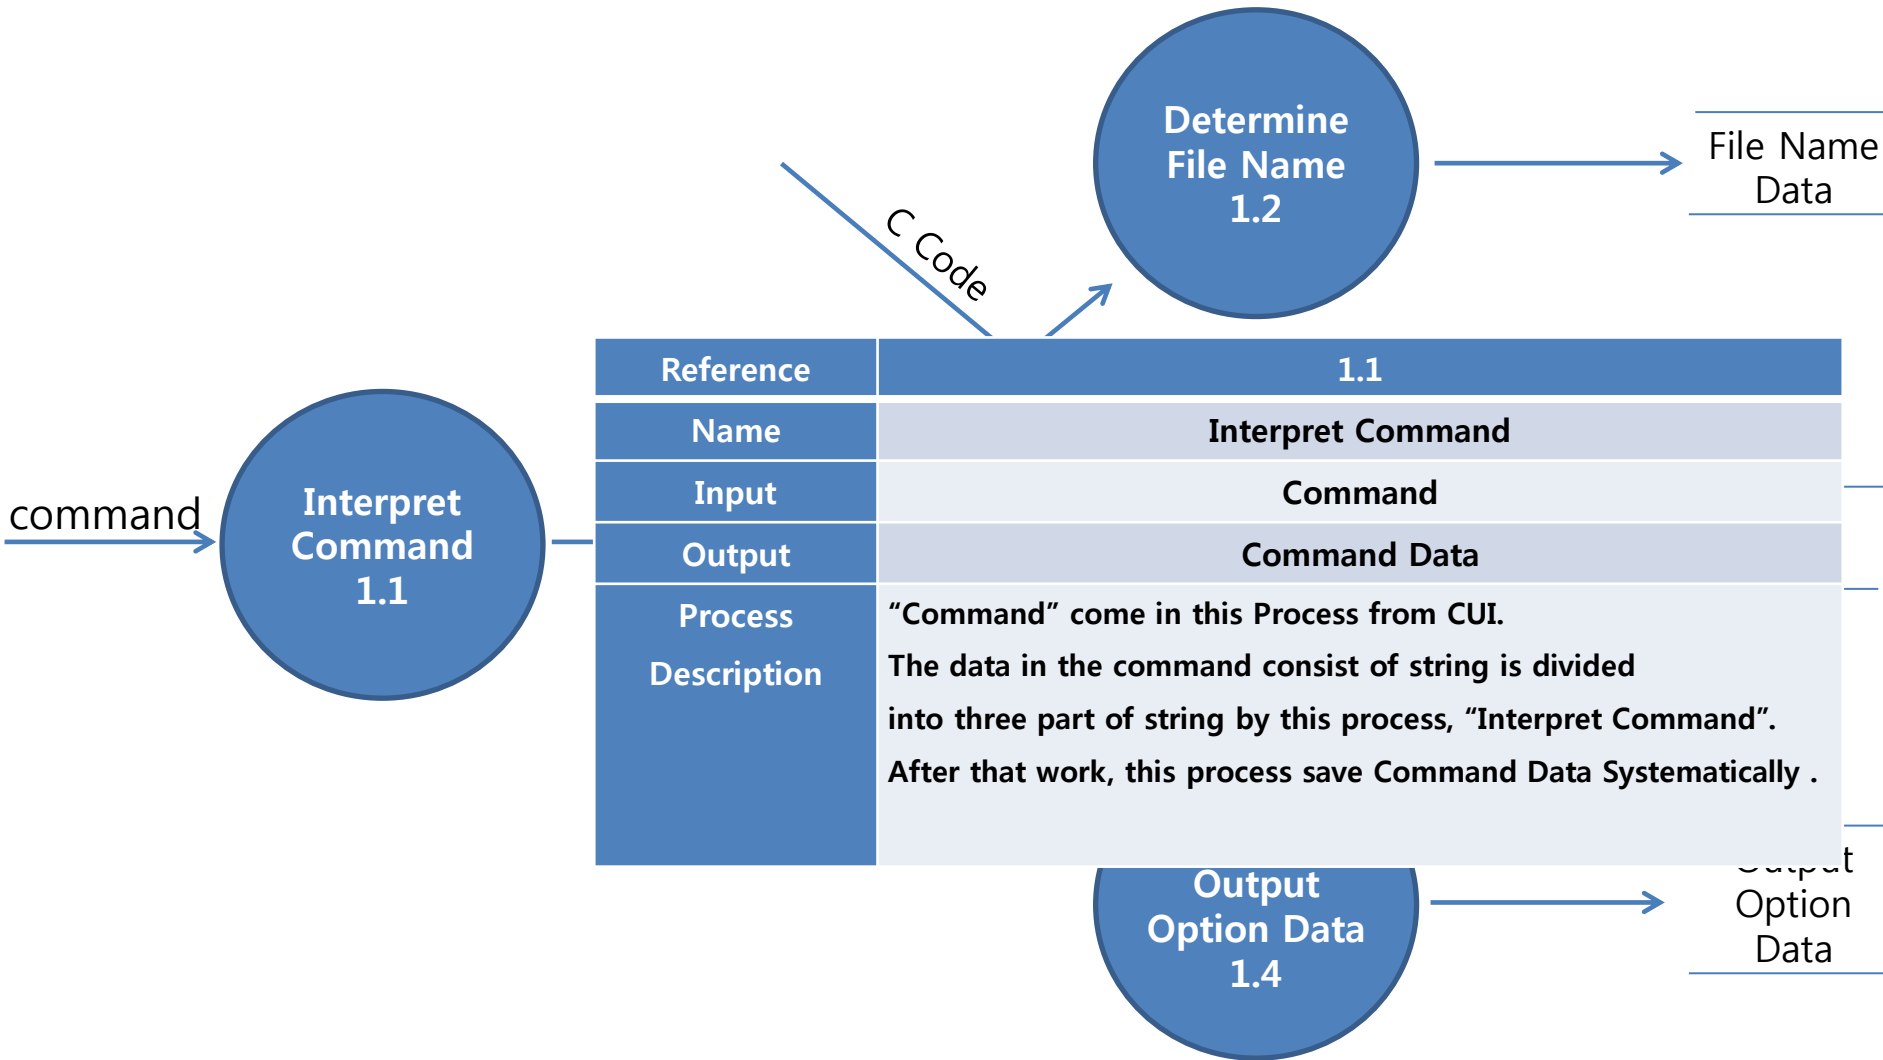 Determine
File Name
1.2
File Name
Data
C Code
command
Interpret
Command
1.1
Reference 1.1
Name Interpret Command
Input Command
Output Command Data
Process
Description
“Command” come in this Process from CUI.
The data in the command consist of string is divided
into three part of string by this process, “Interpret Command”.
After that work, this process save Command Data Systematically .
Output
Option Data
1.4
Output
Option
Data